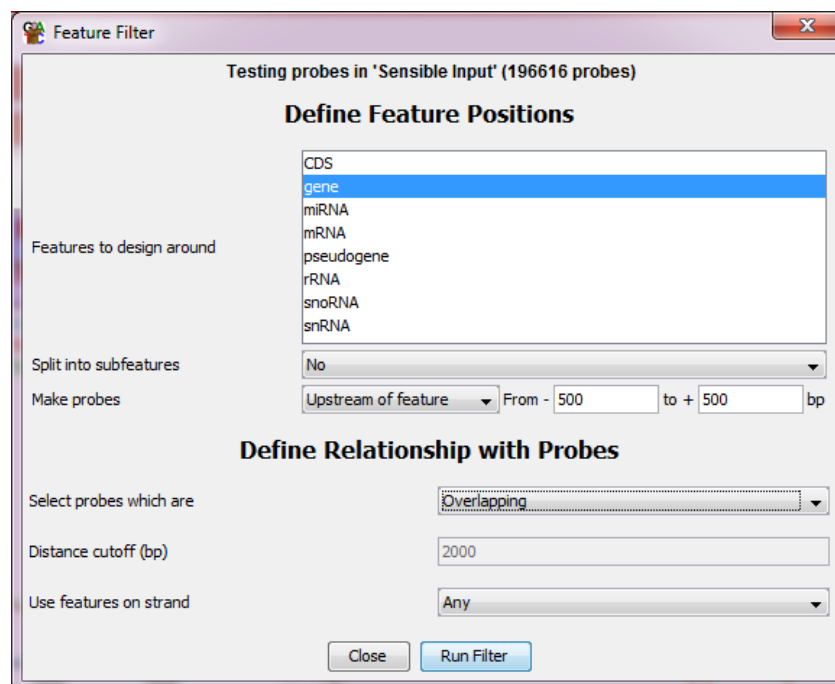 Feature Filter
Testing probes in 'Sensible Input' (196616 probes)
Define Feature Positions
CDS
gene
miRNA
mRNA
Features to design around
pseudogene
rRNA
snoRNA
snRNA
Split into subfeatures No
Make probes Upstream of feature From - 500 to + 500 bp
Define Relationship with Probes
Select probes which are Overlapping
Distance cutoff (bp) 2000
Use features on strand Any
Close Run Filter